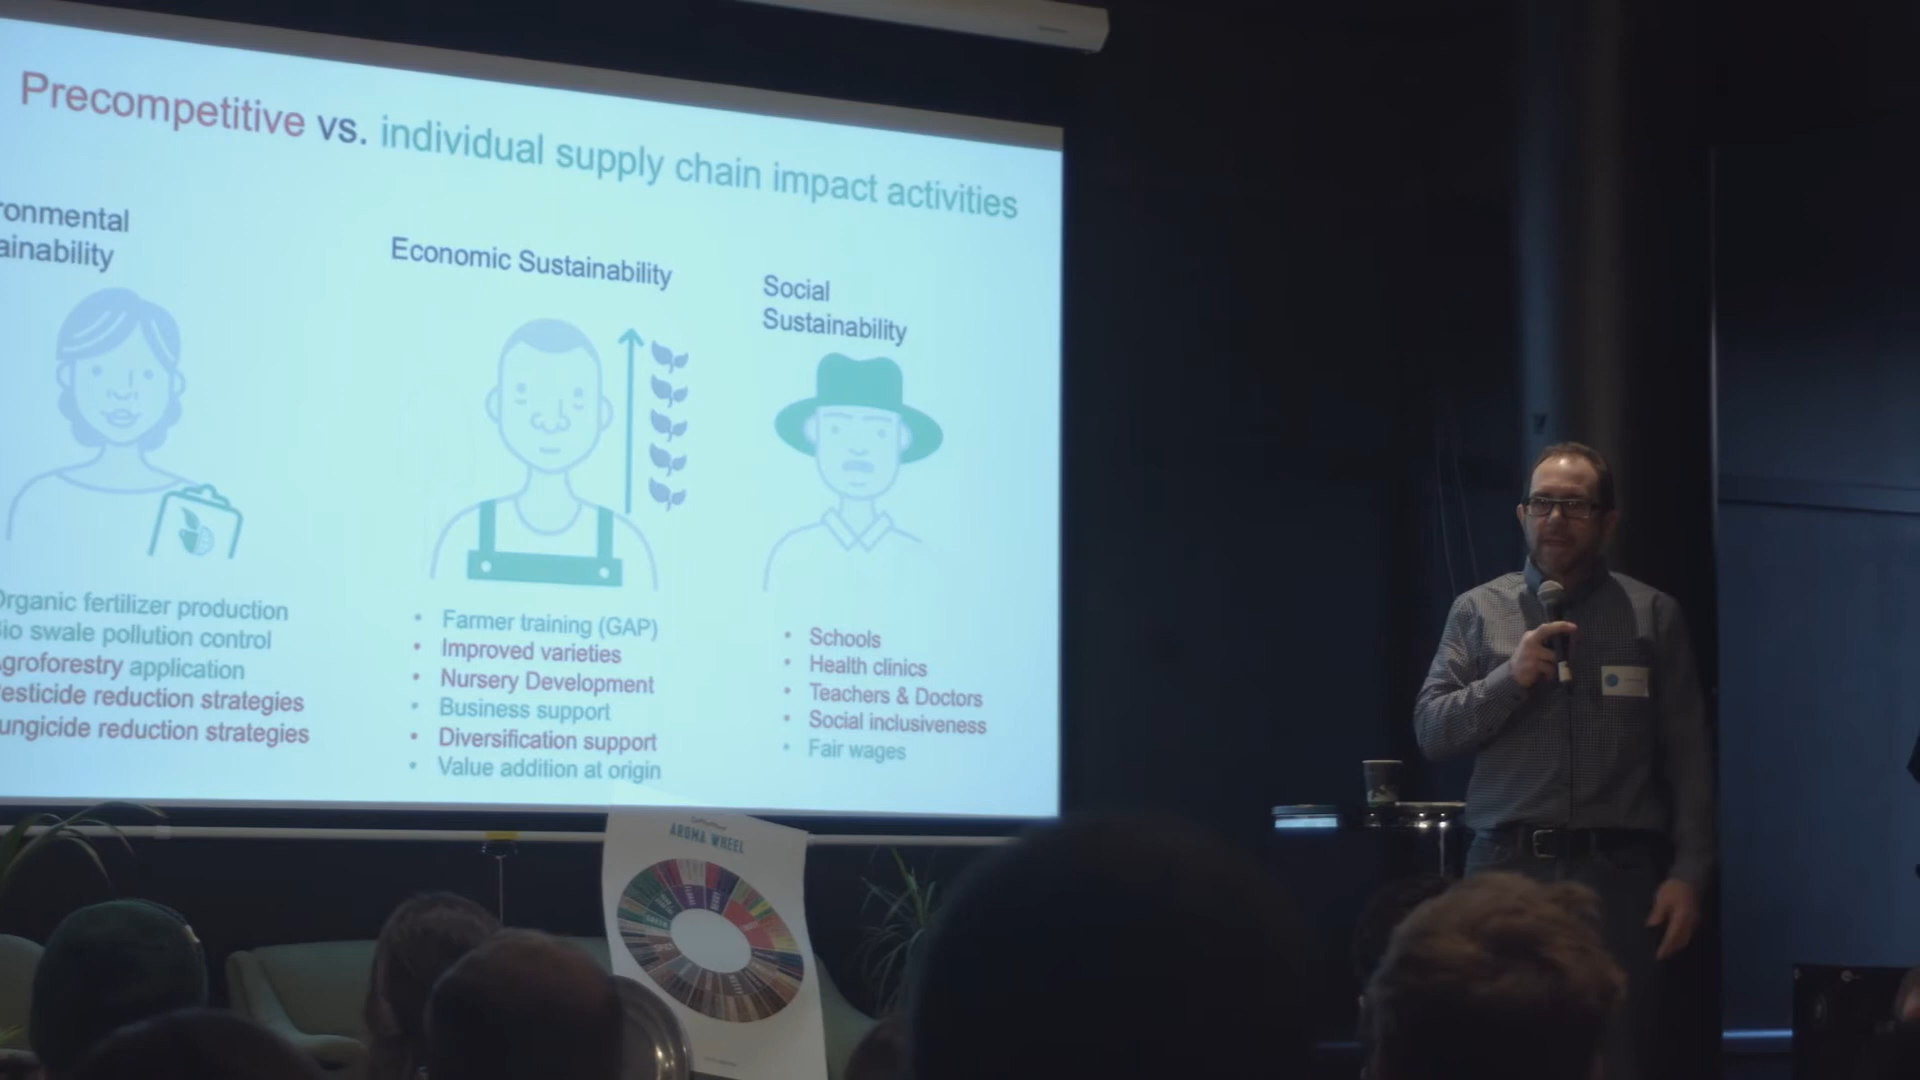 Precompetitive vs. individual supply chain impact activities
ronmental
ainability
Economic Sustainability
Social
Sustainability
Organic fertilizer production
io swale pollution control
groforestry application
esticide reduction strategies
ungicide reduction strategies
• Farmer training (GAP)
• Improved varieties
• Nursery Development
• Business support
• Diversification support
• Value addition at origin
• Schools
• Health clinics
• Teachers & Doctors
• Social inclusiveness
• Fair wages
AROMA WHEEL